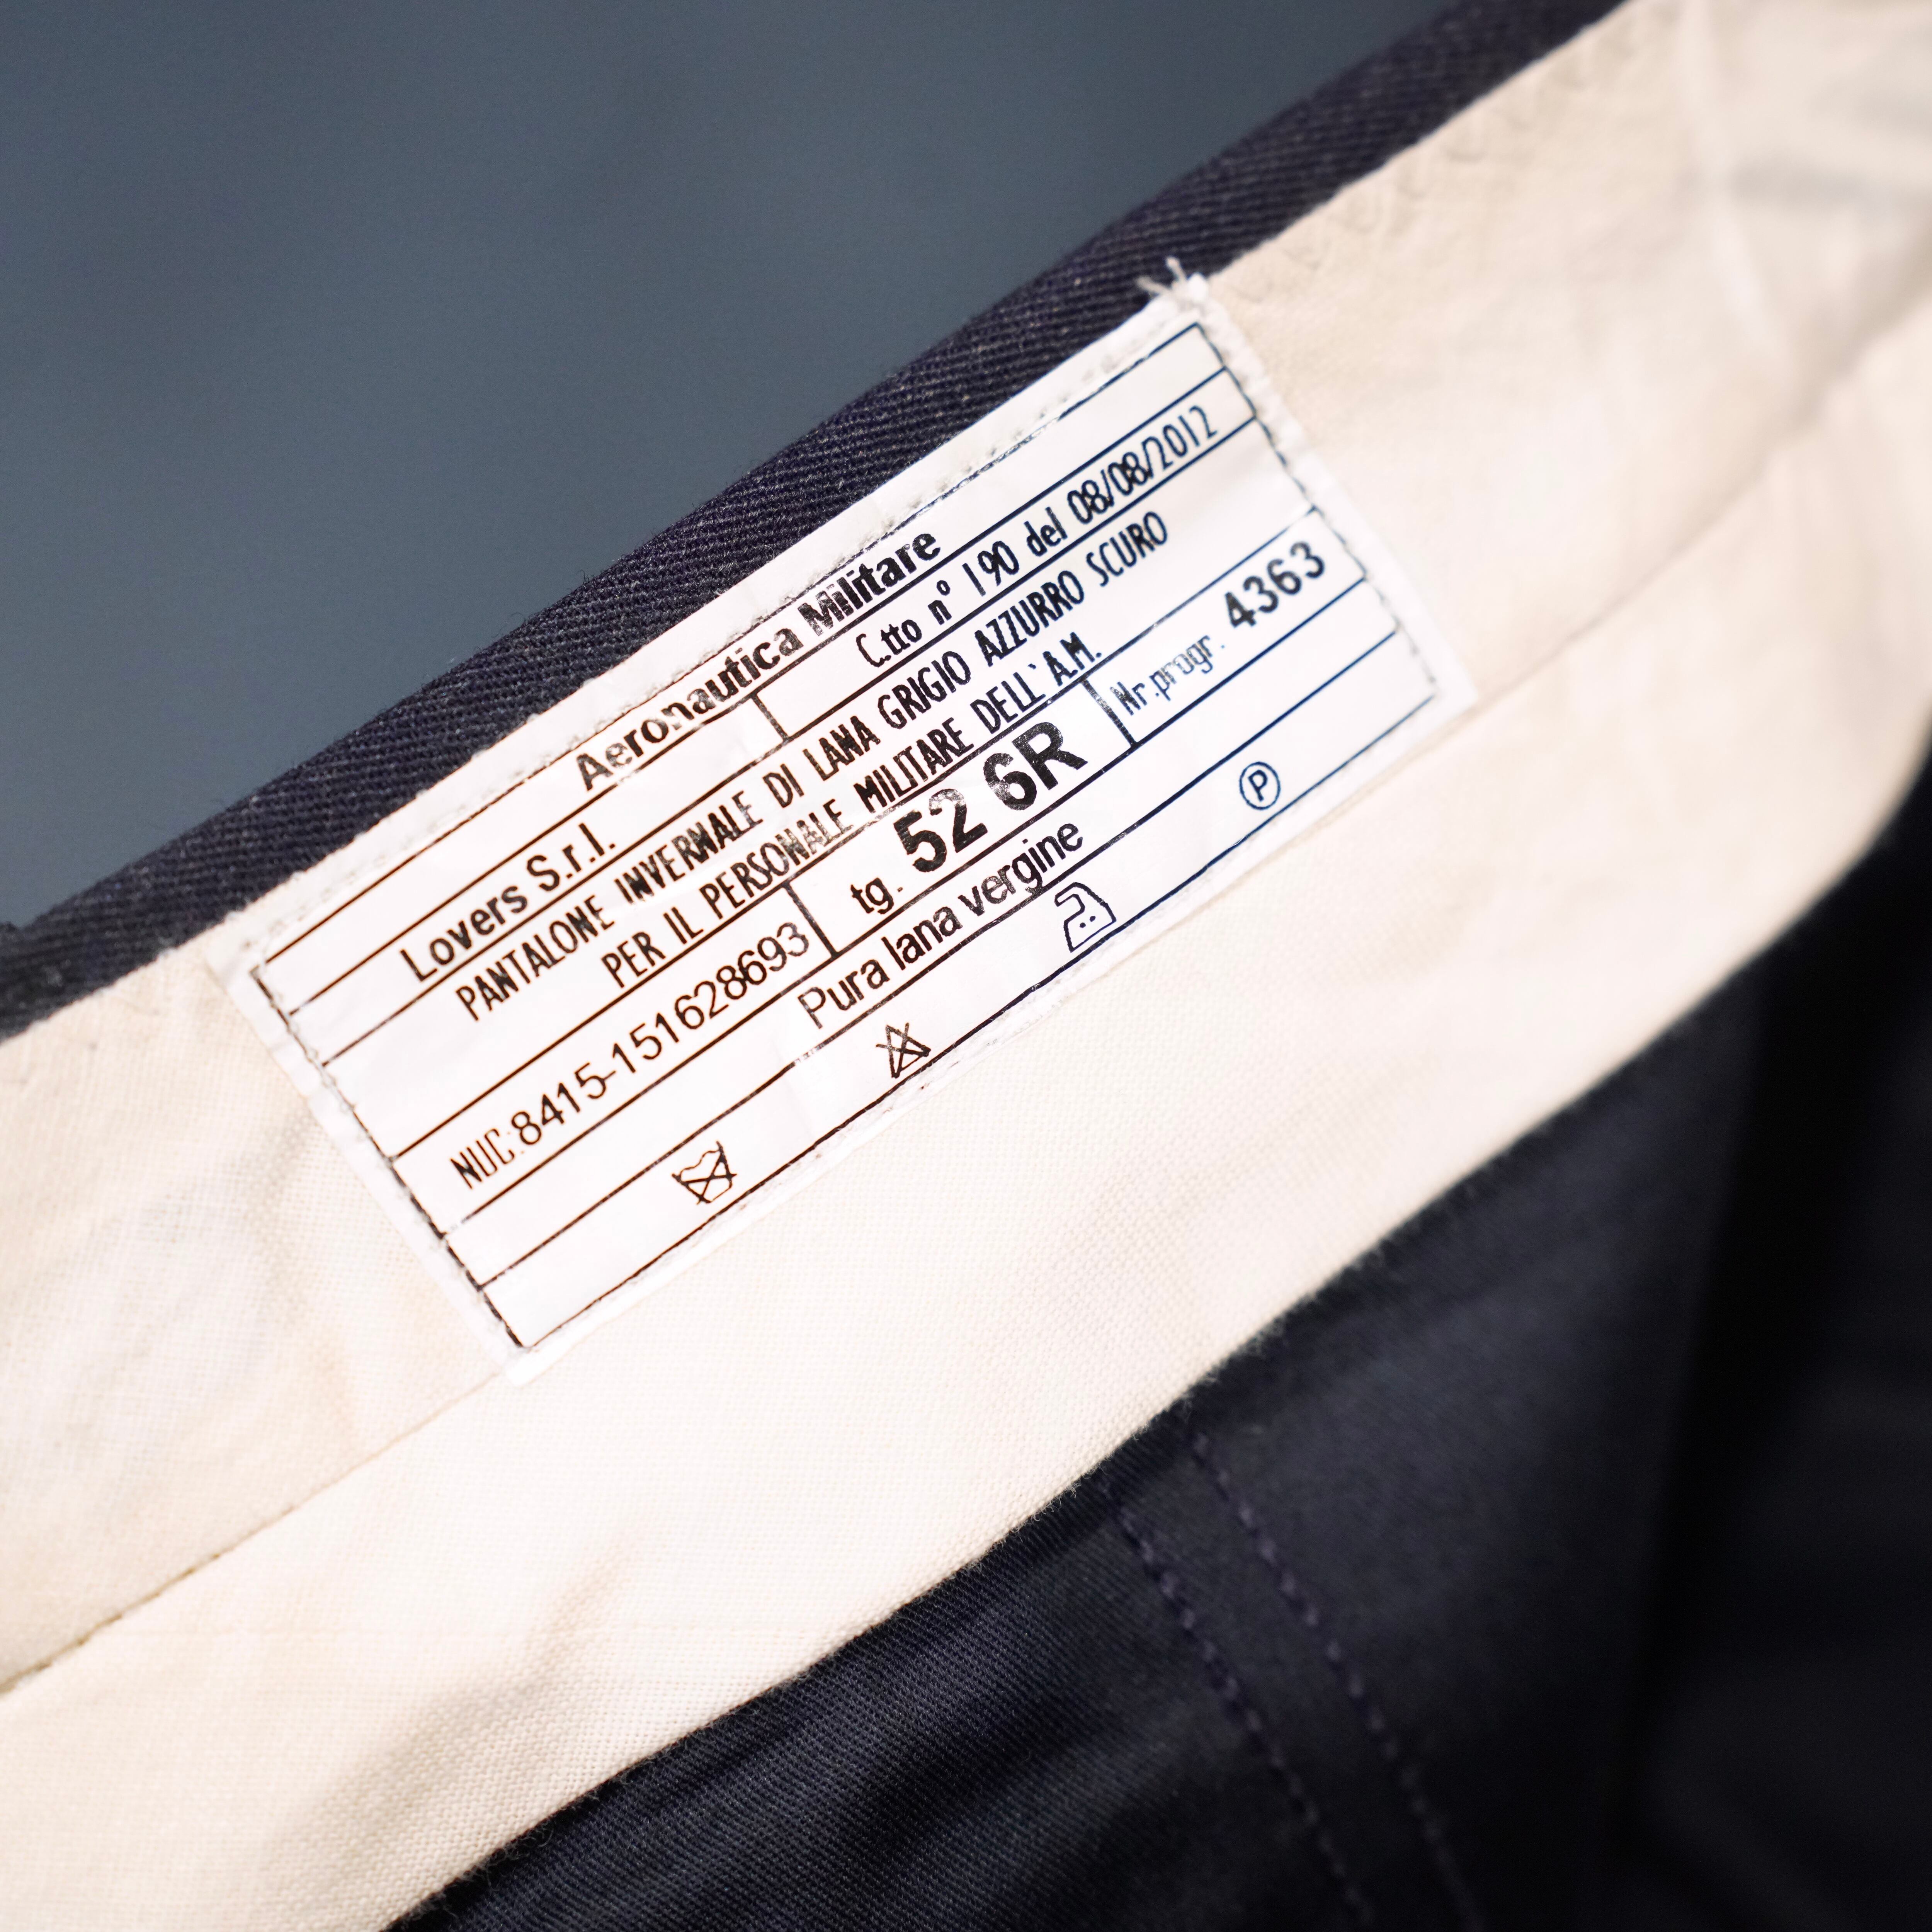 Aeronautica Militare
Lovers S.r.l. C.tto n° 190 del 08/08/2012
PANTALONE INVERNALE DI LANA GRIGIO AZZURRO SCURO
PER IL PERSONALE MILITARE DELL`A.M.
NUC:8415-151628693 tg. 52 6R Nr.progr. 4363
Pura lana vergine
P